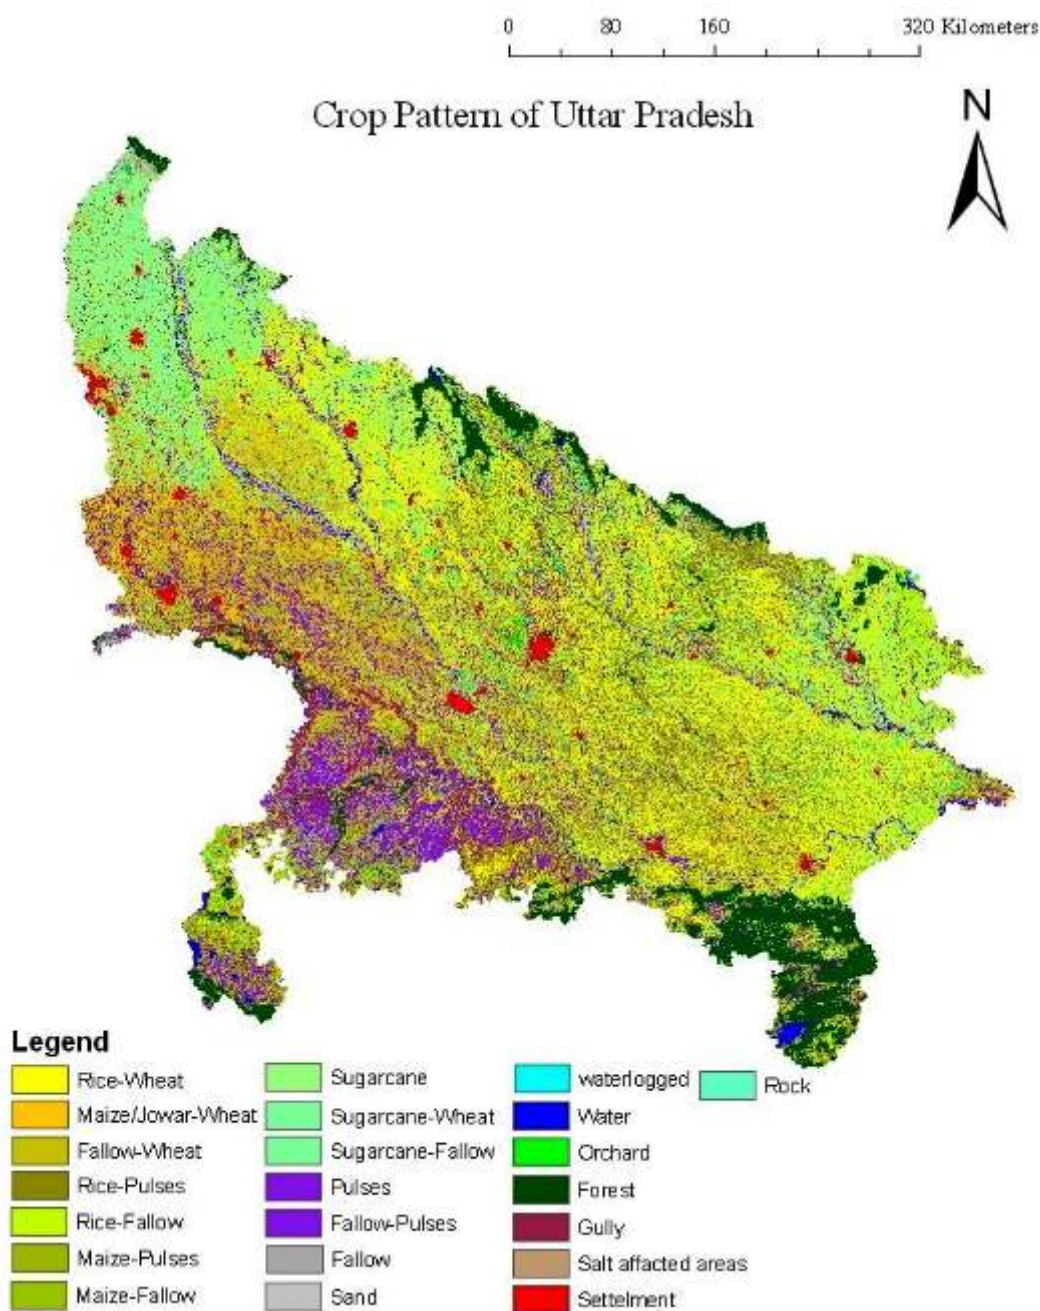 0 80 160 320 Kilometers
Crop Pattern of Uttar Pradesh
N
Legend
Rice-Wheat
Maize/Jowar-Wheat
Fallow-Wheat
Rice-Pulses
Rice-Fallow
Maize-Pulses
Maize-Fallow
Sugarcane
Sugarcane-Wheat
Sugarcane-Fallow
Pulses
Fallow-Pulses
Fallow
Sand
waterlogged
Water
Orchard
Forest
Gully
Salt affacted areas
Settelment
Rock